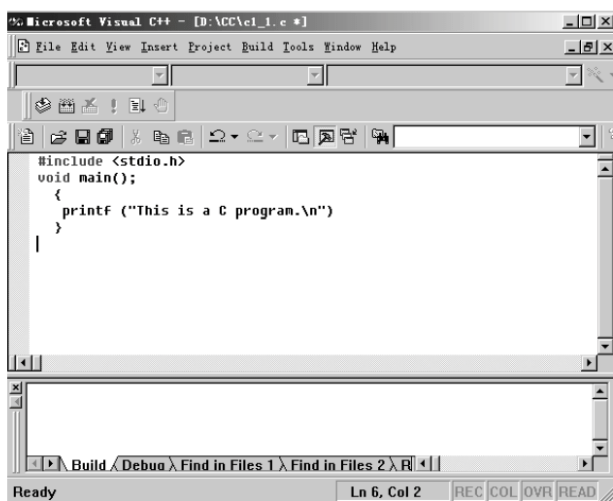 Microsoft Visual C++ - [D:\CC\c1_1.c *]
File Edit View Insert Project Build Tools Window Help
#include <stdio.h>
void main();
{
printf ("This is a C program.\n")
}
Build Debug Find in Files 1 Find in Files 2 R
Ready Ln 6, Col 2 REC COL OVR READ